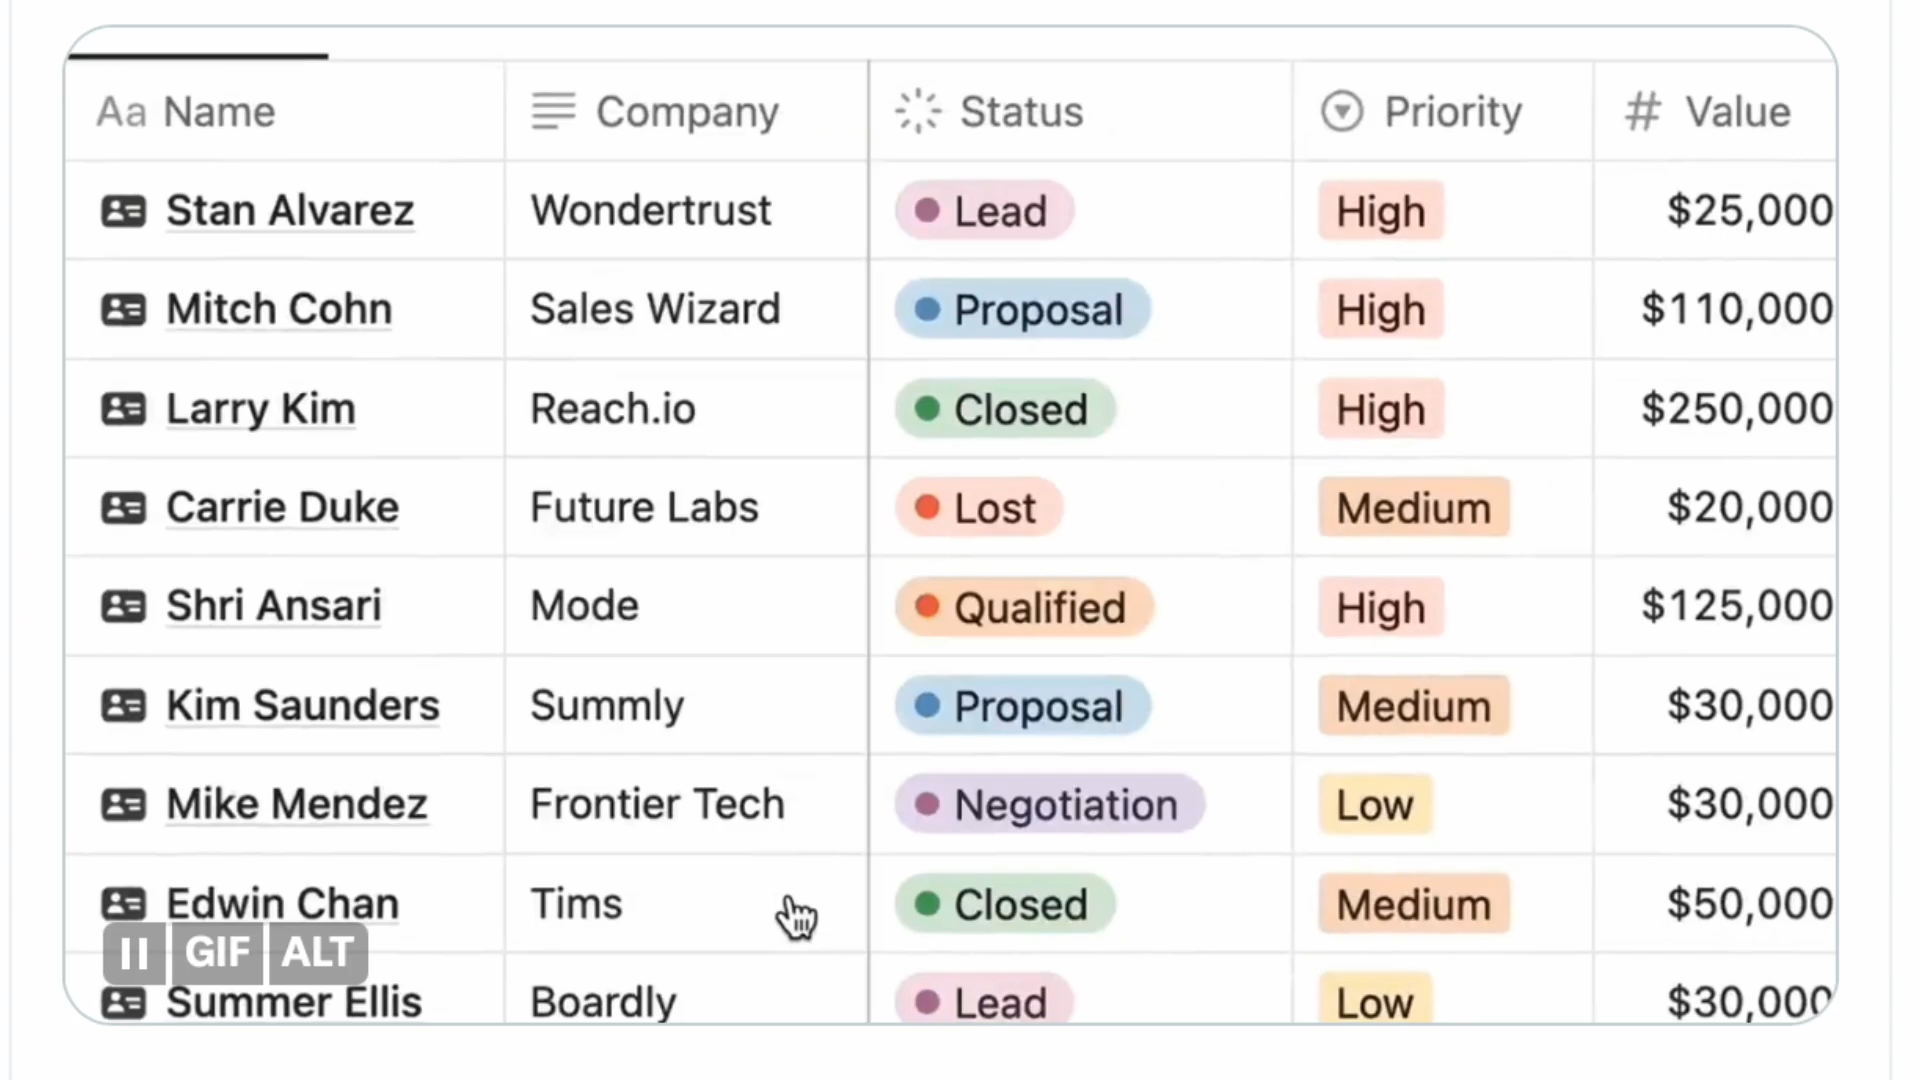 Aa Name Company Status Priority # Value
Stan Alvarez Wondertrust Lead High $25,000
Mitch Cohn Sales Wizard Proposal High $110,000
Larry Kim Reach.io Closed High $250,000
Carrie Duke Future Labs Lost Medium $20,000
Shri Ansari Mode Qualified High $125,000
Kim Saunders Summly Proposal Medium $30,000
Mike Mendez Frontier Tech Negotiation Low $30,000
Edwin Chan Tims Closed Medium $50,000
GIF ALT
Summer Ellis Boardly Lead Low $30,000